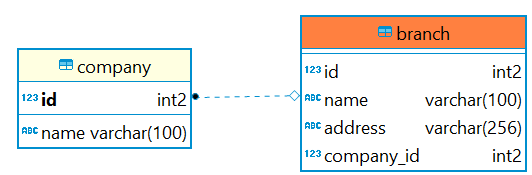 company
123 id int2
ABC name varchar(100)
branch
123 id int2
ABC name varchar(100)
ABC address varchar(256)
123 company_id int2